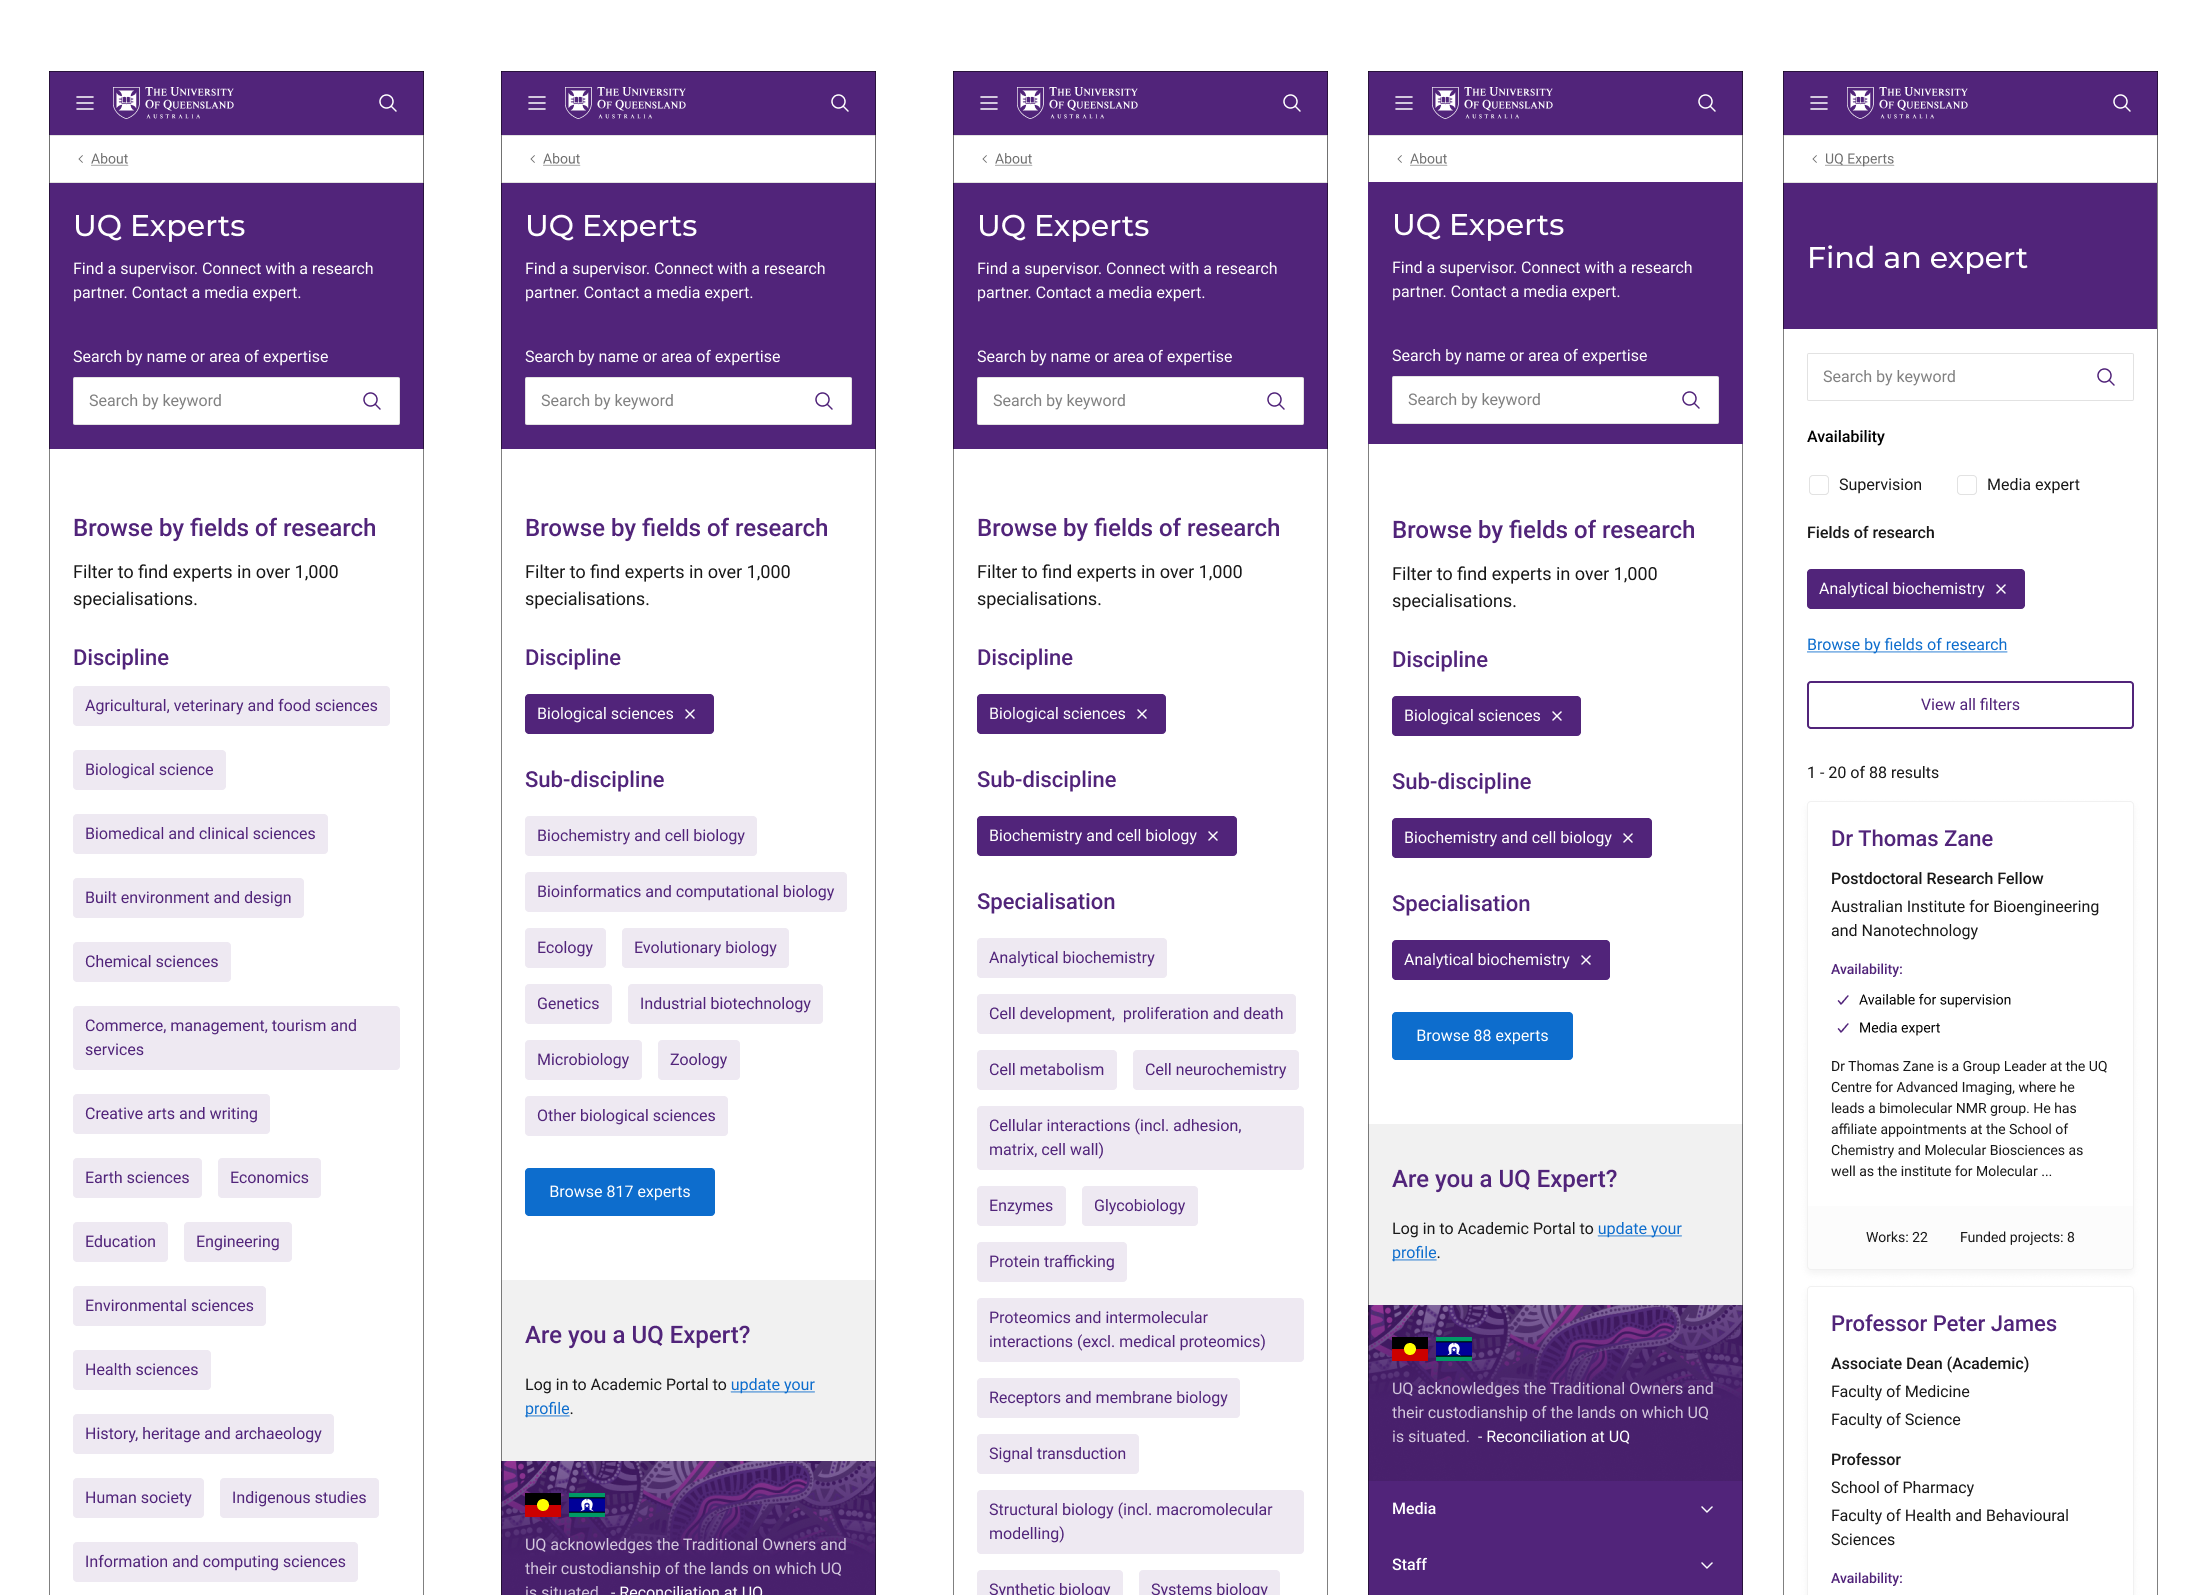 THE UNIVERSITY
OF QUEENSLAND
AUSTRALIA
About
UQ Experts
Find a supervisor. Connect with a research
partner. Contact a media expert.
Search by name or area of expertise
Search by keyword
Browse by fields of research
Filter to find experts in over 1,000
specialisations.
Discipline
Agricultural, veterinary and food sciences
Biological science
Biomedical and clinical sciences
Built environment and design
Chemical sciences
Commerce, management, tourism and
services
Creative arts and writing
Earth sciences Economics
Education Engineering
Environmental sciences
Health sciences
History, heritage and archaeology
Human society Indigenous studies
Information and computing sciences
THE UNIVERSITY
OF QUEENSLAND
AUSTRALIA
About
UQ Experts
Find a supervisor. Connect with a research
partner. Contact a media expert.
Search by name or area of expertise
Search by keyword
Browse by fields of research
Filter to find experts in over 1,000
specialisations.
Discipline
Biological sciences
Sub-discipline
Biochemistry and cell biology
Bioinformatics and computational biology
Ecology Evolutionary biology
Genetics Industrial biotechnology
Microbiology Zoology
Other biological sciences
Browse 817 experts
Are you a UQ Expert?
Log in to Academic Portal to update your
profile.
UQ acknowledges the Traditional Owners and
their custodianship of the lands on which UQ
is situated. - Reconciliation at UQ
THE UNIVERSITY
OF QUEENSLAND
AUSTRALIA
About
UQ Experts
Find a supervisor. Connect with a research
partner. Contact a media expert.
Search by name or area of expertise
Search by keyword
Browse by fields of research
Filter to find experts in over 1,000
specialisations.
Discipline
Biological sciences
Sub-discipline
Biochemistry and cell biology
Specialisation
Analytical biochemistry
Cell development, proliferation and death
Cell metabolism Cell neurochemistry
Cellular interactions (incl. adhesion,
matrix, cell wall)
Enzymes Glycobiology
Protein trafficking
Proteomics and intermolecular
interactions (excl. medical proteomics)
Receptors and membrane biology
Signal transduction
Structural biology (incl. macromolecular
modelling)
Synthetic biology Systems biology
THE UNIVERSITY
OF QUEENSLAND
AUSTRALIA
About
UQ Experts
Find a supervisor. Connect with a research
partner. Contact a media expert.
Search by name or area of expertise
Search by keyword
Browse by fields of research
Filter to find experts in over 1,000
specialisations.
Discipline
Biological sciences
Sub-discipline
Biochemistry and cell biology
Specialisation
Analytical biochemistry
Browse 88 experts
Are you a UQ Expert?
Log in to Academic Portal to update your
profile.
UQ acknowledges the Traditional Owners and
their custodianship of the lands on which UQ
is situated. - Reconciliation at UQ
Media
Staff
THE UNIVERSITY
OF QUEENSLAND
AUSTRALIA
UQ Experts
Find an expert
Search by keyword
Availability
Supervision Media expert
Fields of research
Analytical biochemistry
Browse by fields of research
View all filters
1 - 20 of 88 results
Dr Thomas Zane
Postdoctoral Research Fellow
Australian Institute for Bioengineering
and Nanotechnology
Availability:
Available for supervision
Media expert
Dr Thomas Zane is a Group Leader at the UQ
Centre for Advanced Imaging, where he
leads a bimolecular NMR group. He has
affiliate appointments at the School of
Chemistry and Molecular Biosciences as
well as the institute for Molecular ...
Works: 22 Funded projects: 8
Professor Peter James
Associate Dean (Academic)
Faculty of Medicine
Faculty of Science
Professor
School of Pharmacy
Faculty of Health and Behavioural
Sciences
Availability: